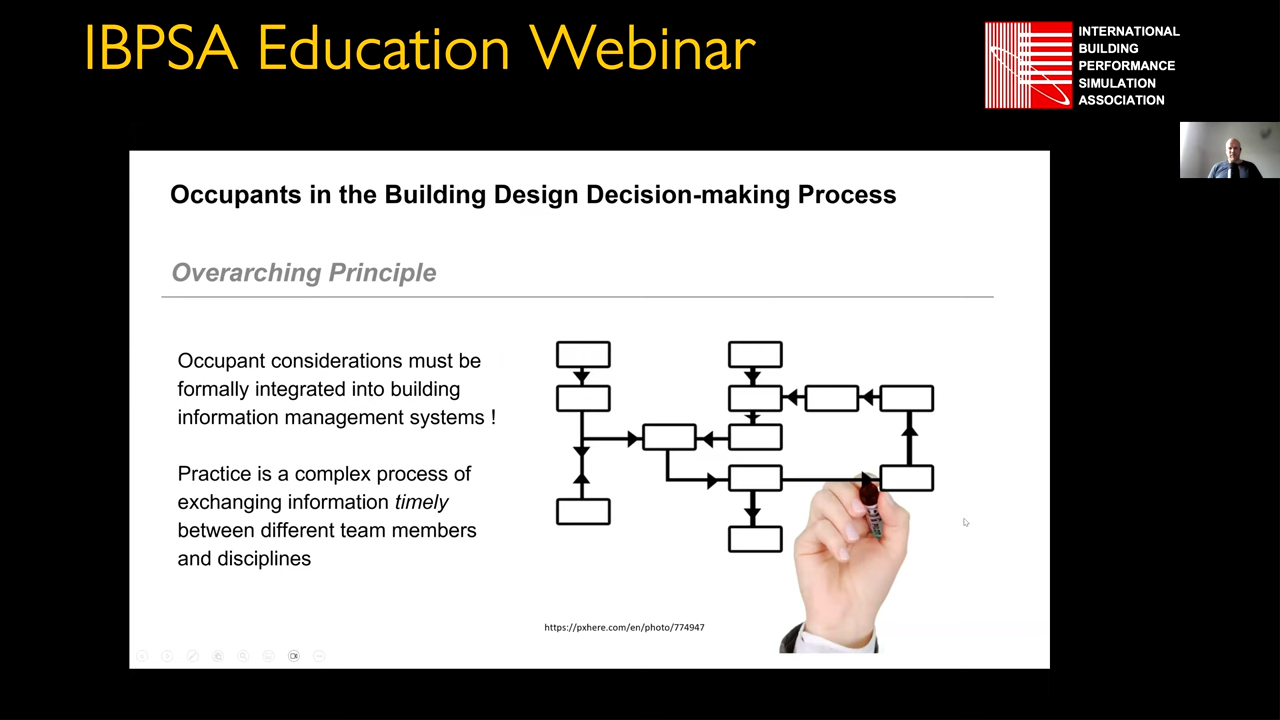 IBPSA Education Webinar
INTERNATIONAL
BUILDING
PERFORMANCE
SIMULATION
ASSOCIATION
Occupants in the Building Design Decision-making Process
Overarching Principle
Occupant considerations must be
formally integrated into building
information management systems !
Practice is a complex process of
exchanging information timely
between different team members
and disciplines
https://pxhere.com/en/photo/774947